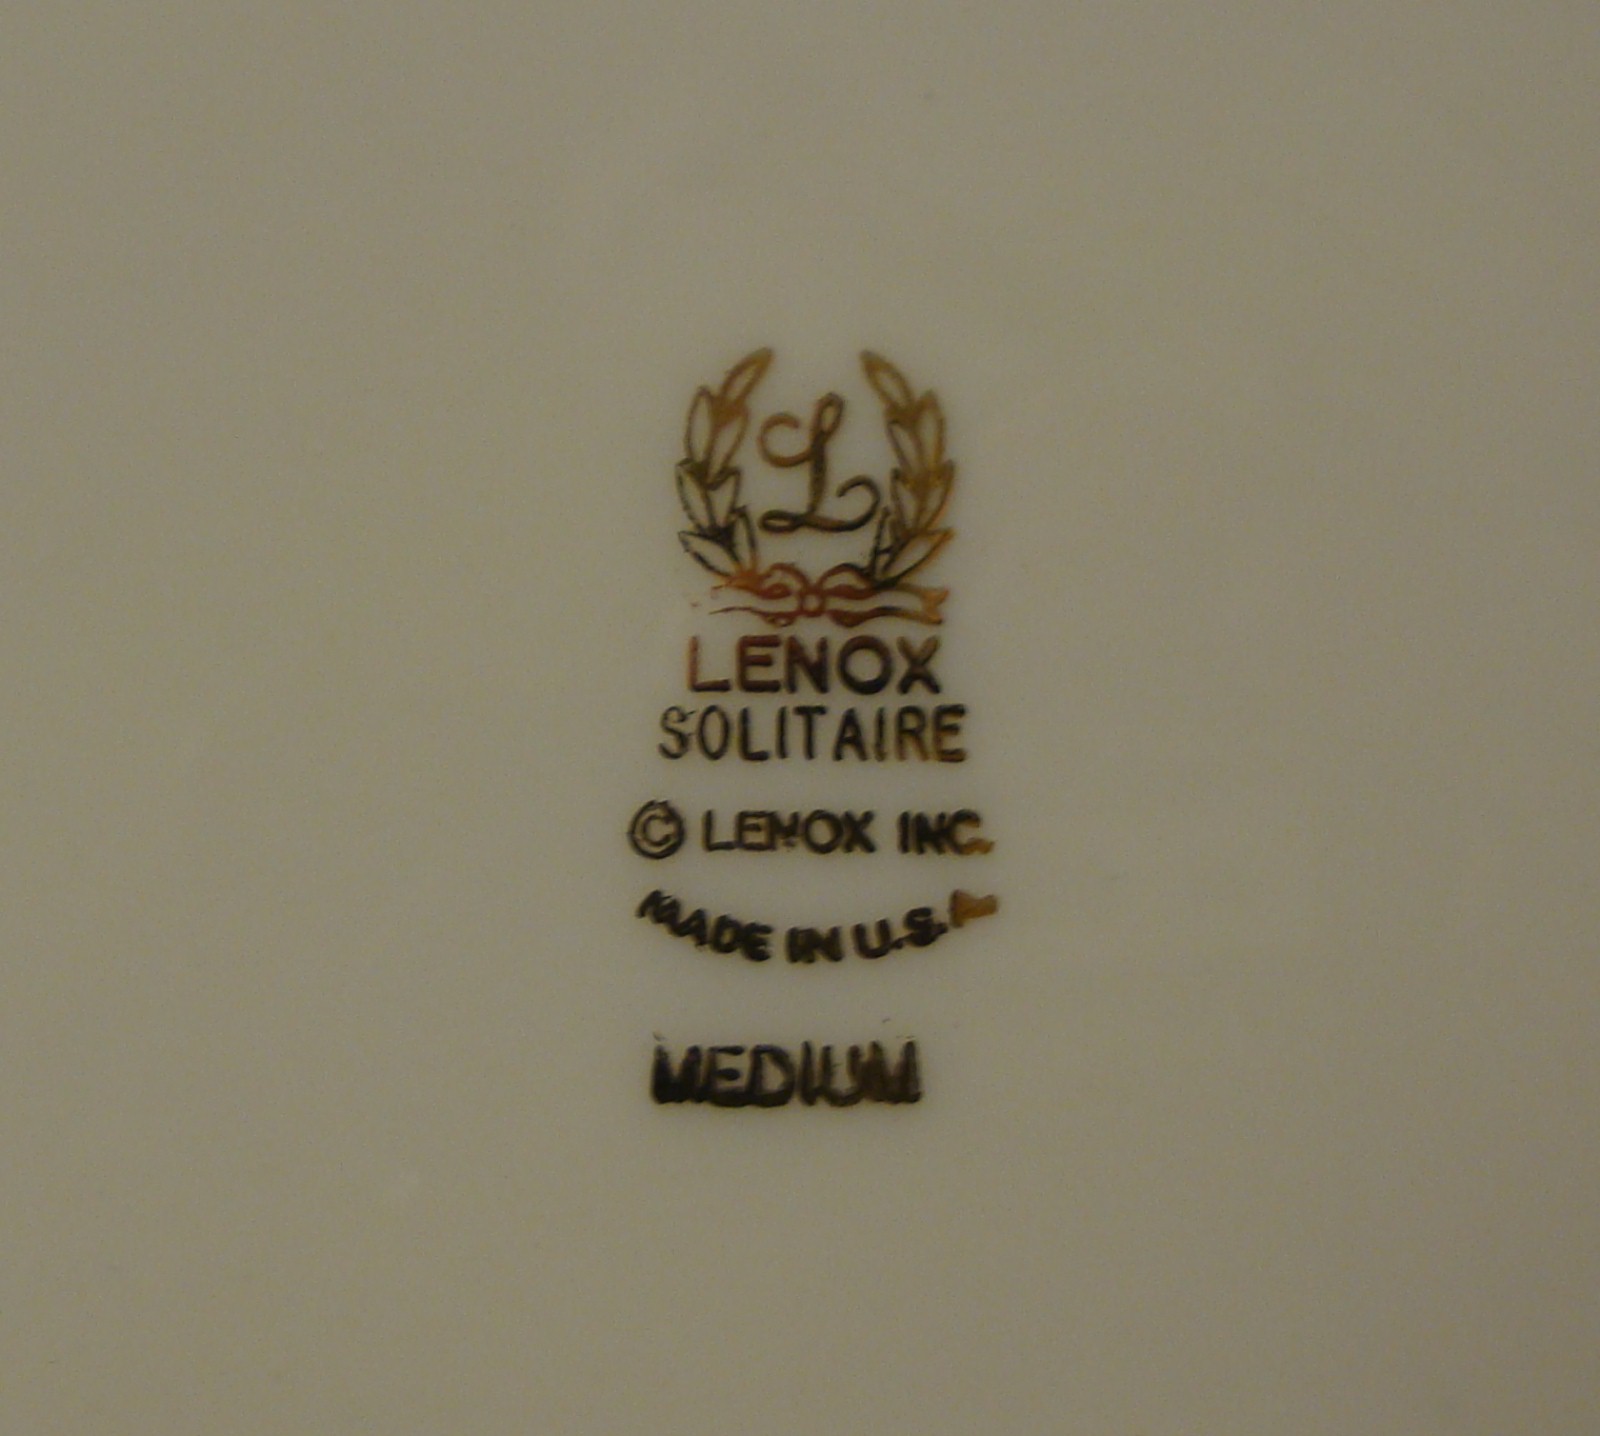 L
LENOX
SOLITAIRE
© LENOX INC.
MADE IN U.S.A
MEDIUM